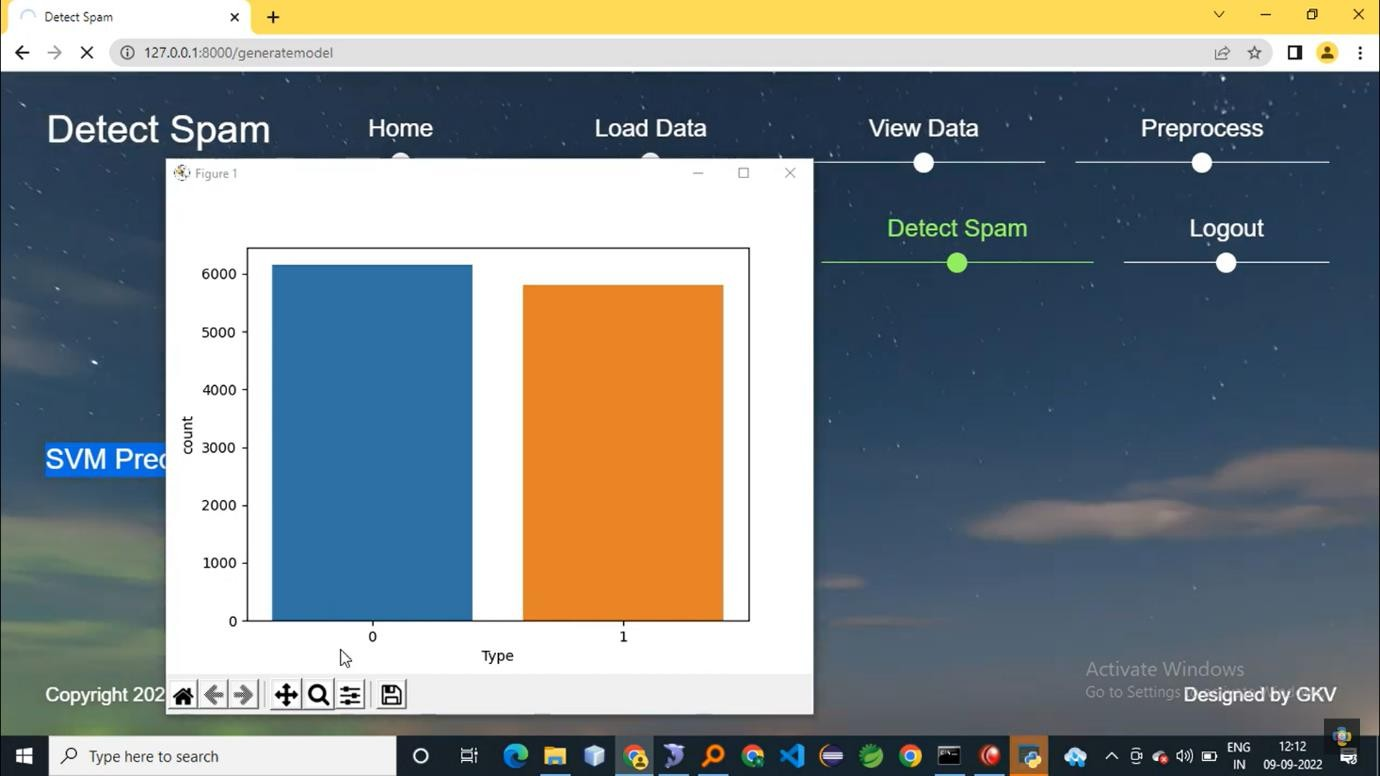 Detect Spam
127.0.0.1:8000/generatemodel
Detect Spam
Home
Load Data
View Data
Preprocess
Detect Spam
Logout
Figure 1
6000
5000
4000
3000
2000
1000
0
count
0
1
Type
SVM
Copyright
Activate Windows
Go to Settings
Designed by GKV
Type here to search
ENG
IN
12:12
09-09-2022